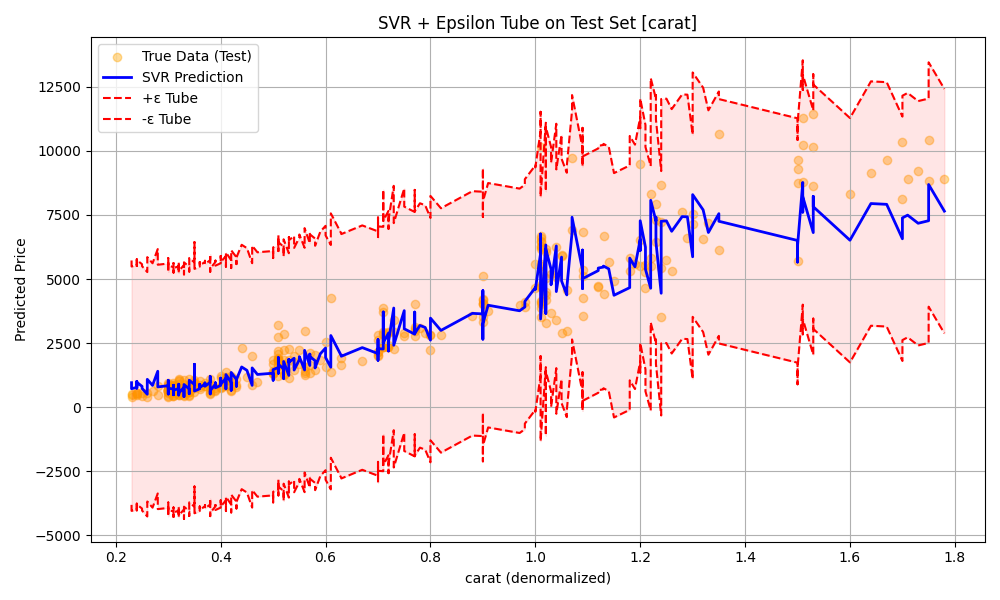 SVR + Epsilon Tube on Test Set [carat]
True Data (Test)
SVR Prediction
+ε Tube
-ε Tube
Predicted Price
12500
10000
7500
5000
2500
0
−2500
−5000
0.2 0.4 0.6 0.8 1.0 1.2 1.4 1.6 1.8
carat (denormalized)